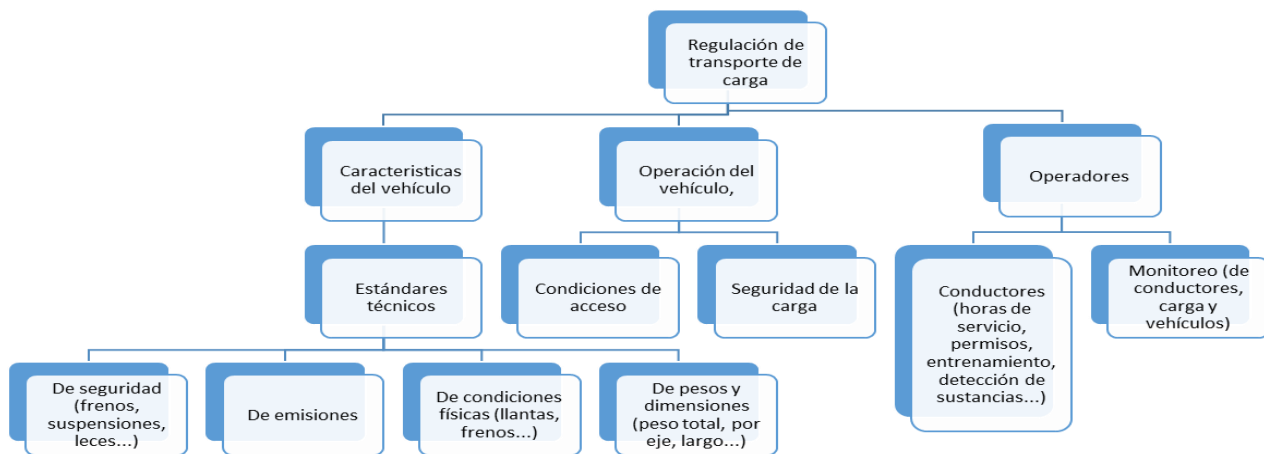 Regulación de
transporte de
carga
Caracteristicas
del vehículo
Operación del
vehículo,
Operadores
Estándares
técnicos
Condiciones de
acceso
Seguridad de la
carga
Conductores
(horas de
servicio,
permisos,
entrenamiento,
detección de
sustancias...)
Monitoreo (de
conductores,
carga y
vehículos)
De seguridad
(frenos,
suspensiones,
leces...)
De emisiones
De condiciones
físicas (llantas,
frenos...)
De pesos y
dimensiones
(peso total, por
eje, largo...)